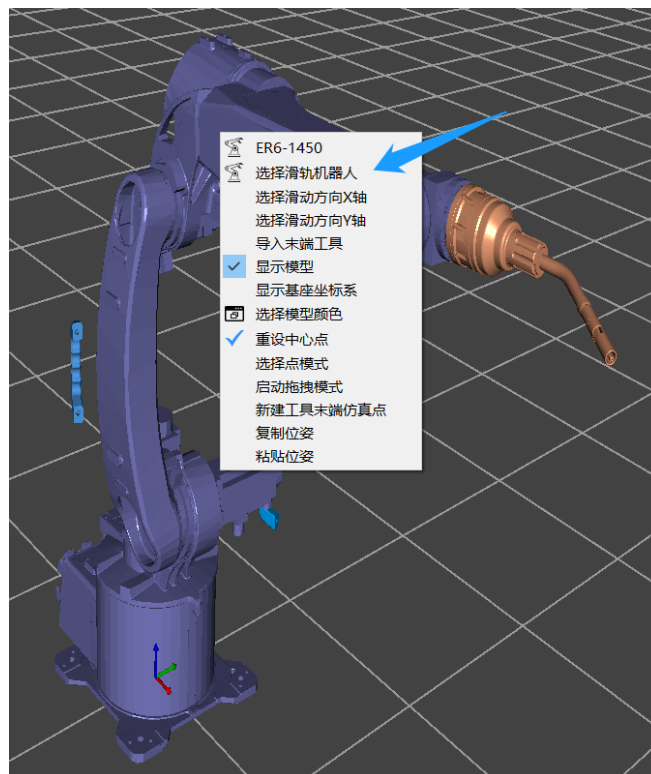 ER6-1450
选择滑轨机器人
选择滑动方向X轴
选择滑动方向Y轴
导入末端工具
显示模型
显示基座坐标系
选择模型颜色
重设中心点
选择点模式
启动拖拽模式
新建工具末端仿真点
复制位姿
粘贴位姿